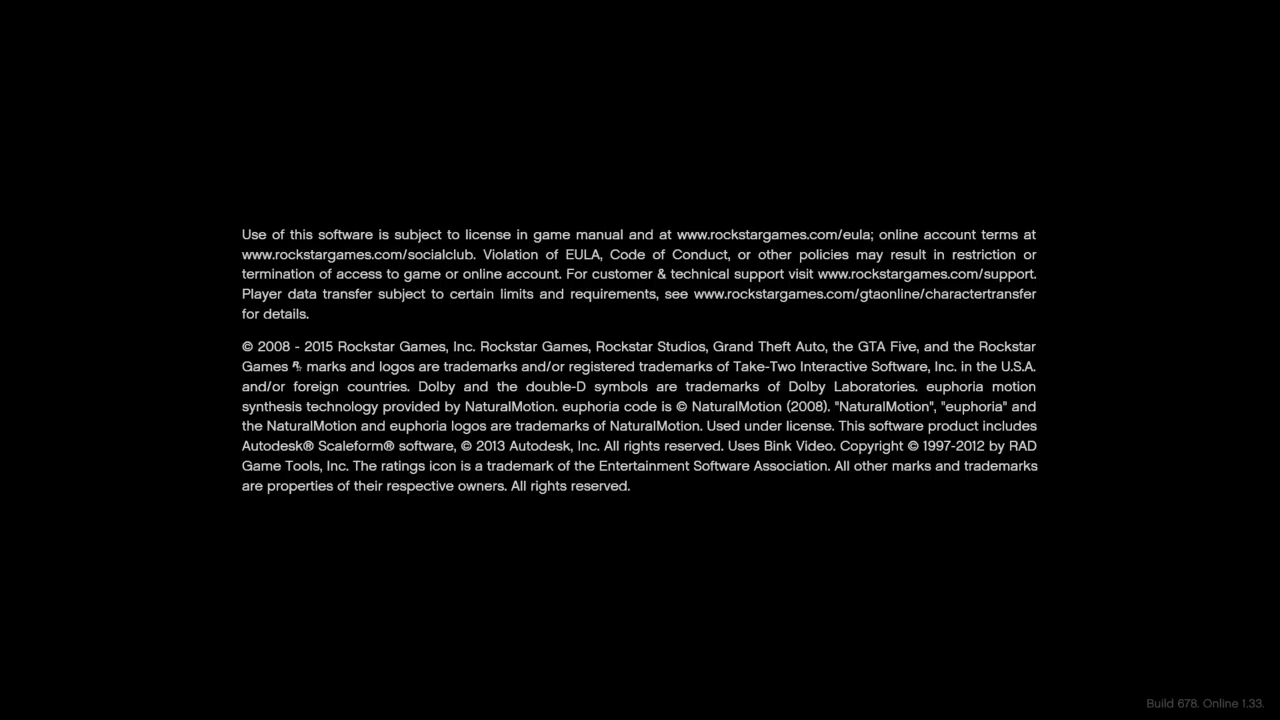 Use of this software is subject to license in game manual and at www.rockstargames.com/eula; online account terms at
www.rockstargames.com/socialclub. Violation of EULA, Code of Conduct, or other policies may result in restriction or
termination of access to game or online account. For customer & technical support visit www.rockstargames.com/support.
Player data transfer subject to certain limits and requirements, see www.rockstargames.com/gtaonline/charactertransfer
for details.
© 2008 - 2015 Rockstar Games, Inc. Rockstar Games, Rockstar Studios, Grand Theft Auto, the GTA Five, and the Rockstar
Games R* marks and logos are trademarks and/or registered trademarks of Take-Two Interactive Software, Inc. in the U.S.A.
and/or foreign countries. Dolby and the double-D symbols are trademarks of Dolby Laboratories. euphoria motion
synthesis technology provided by NaturalMotion. euphoria code is © NaturalMotion (2008). "NaturalMotion", "euphoria" and
the NaturalMotion and euphoria logos are trademarks of NaturalMotion. Used under license. This software product includes
Autodesk® Scaleform® software, © 2013 Autodesk, Inc. All rights reserved. Uses Bink Video. Copyright © 1997-2012 by RAD
Game Tools, Inc. The ratings icon is a trademark of the Entertainment Software Association. All other marks and trademarks
are properties of their respective owners. All rights reserved.
Build 678. Online 1.33.